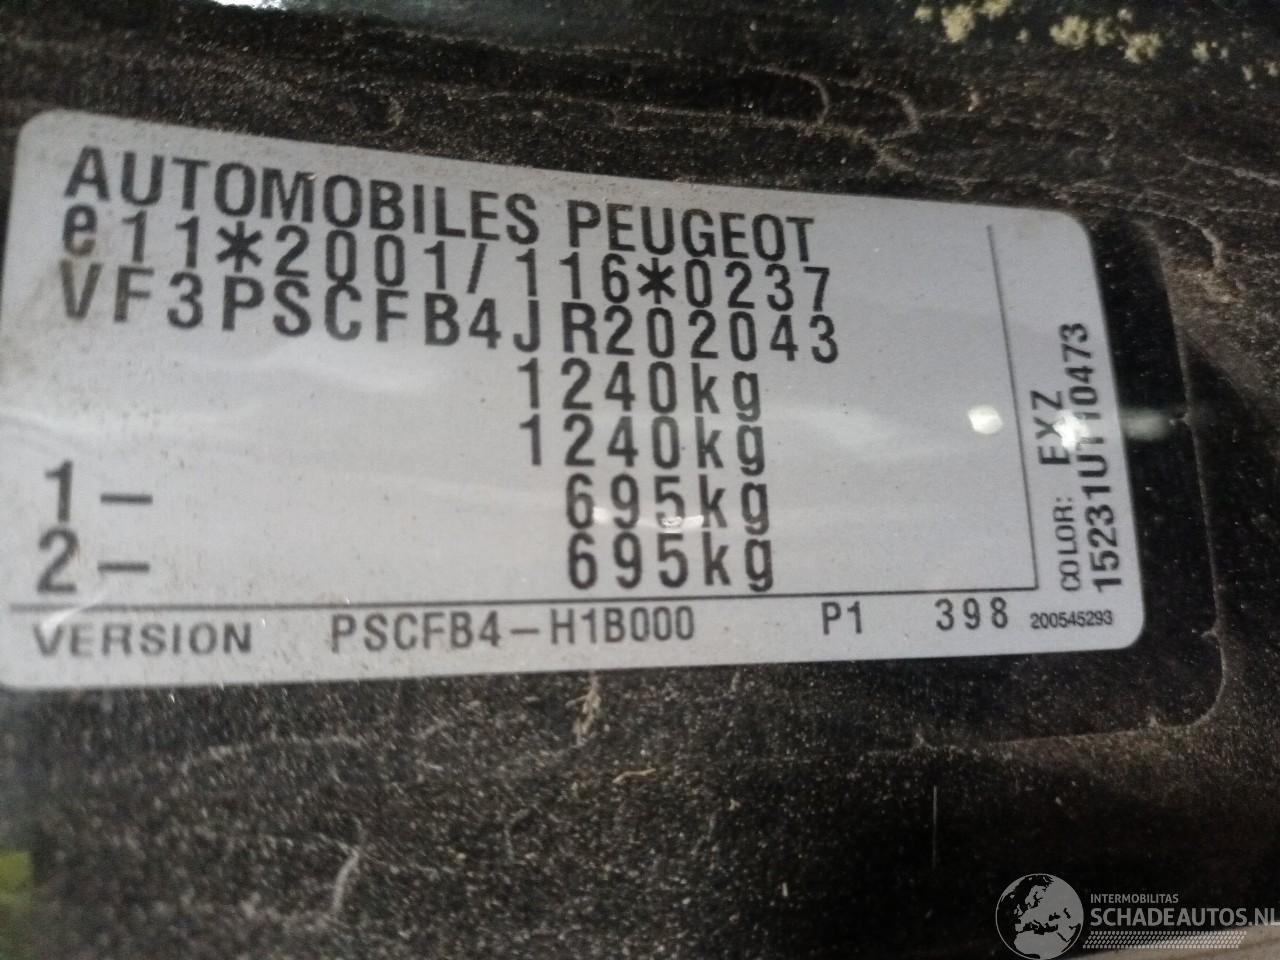 AUTOMOBILES PEUGEOT
e11*2001/116*0237
VF3PSCFB4JR202043
1240kg
1240kg
1- 695kg
2- 695kg
VERSION PSCFB4-H1B000 P1 398 200545293
COLOR: EXZ
15231UT10473
INTERMOBILITAS
SCHADEAUTOS.NL